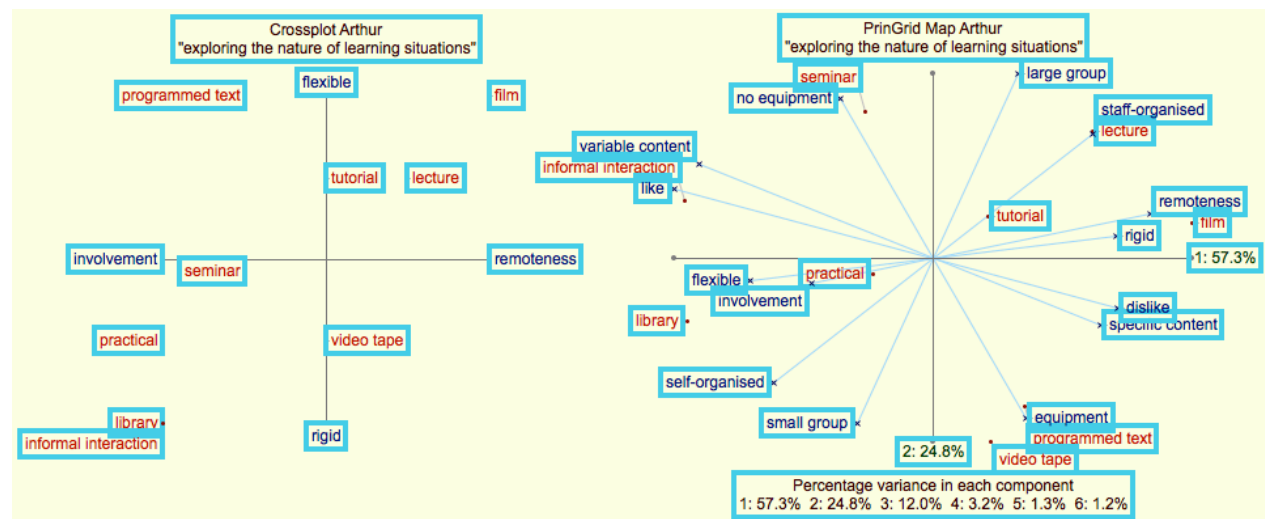 Crossplot Arthur
"exploring the nature of learning situations"
flexible
programmed text
film
tutorial
lecture
involvement
remoteness
seminar
practical
video tape
library
informal interaction
rigid
PrinGrid Map Arthur
"exploring the nature of learning situations"
seminar
large group
no equipment
staff-organised
lecture
variable content
informal interaction
like
remoteness
tutorial
film
rigid
1: 57.3%
practical
flexible
involvement
dislike
library
specific content
self-organised
small group
equipment
programmed text
2: 24.8%
video tape
Percentage variance in each component
1: 57.3% 2: 24.8% 3: 12.0% 4: 3.2% 5: 1.3% 6: 1.2%